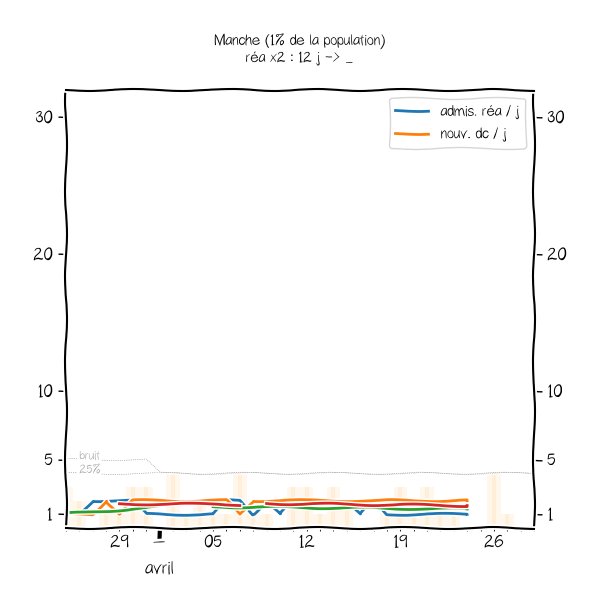 Manche (1% de la population)
réa x2 : 12 j -> _
admis. réa / j
nouv. dc / j
30
30
20
20
10
10
bruit
5
5
25%
1
1
29
05
12
19
26
avril